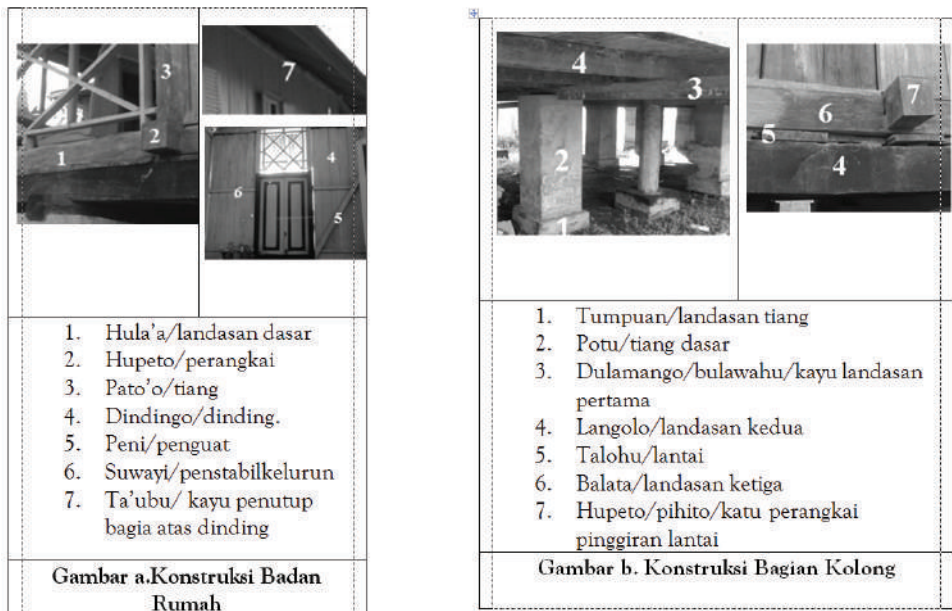 3
2
1
7
4
6
5
1. Hula'a/landasan dasar
2. Hupeto/perangkai
3. Pato'o/tiang
4. Dindingo/dinding.
5. Peni/penguat
6. Suwayi/penstabilkelurun
7. Ta'ubu/ kayu penutup
bagia atas dinding
Gambar a.Konstruksi Badan
Rumah
4
3
2
1
7
6
5
4
1. Tumpuan/landasan tiang
2. Potu/tiang dasar
3. Dulamango/bulawahu/kayu landasan
pertama
4. Langolo/landasan kedua
5. Talohu/lantai
6. Balata/landasan ketiga
7. Hupeto/pihito/katu perangkai
pinggiran lantai
Gambar b. Konstruksi Bagian Kolong